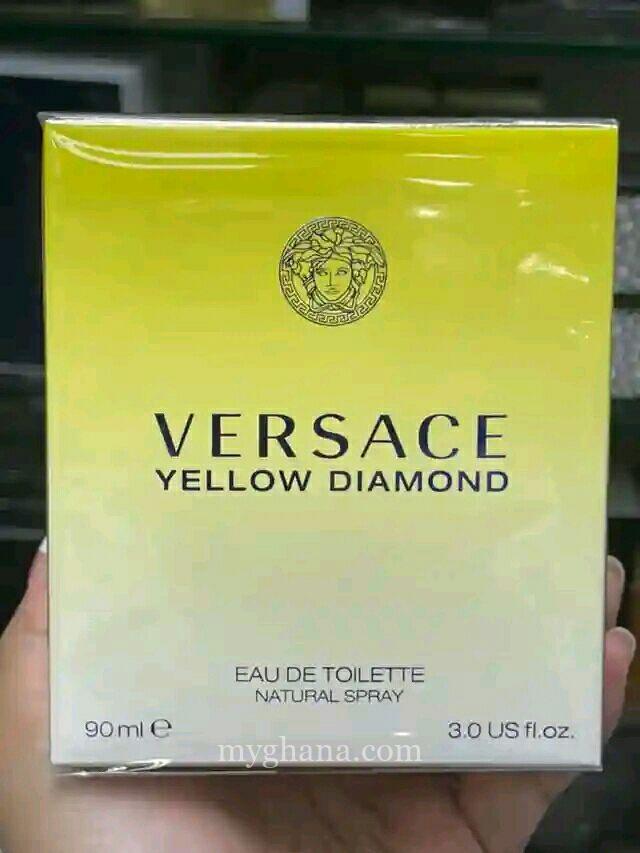 VERSACE
YELLOW DIAMOND
EAU DE TOILETTE
NATURAL SPRAY
90 ml ℮
3.0 US fl.oz.
myghana.com